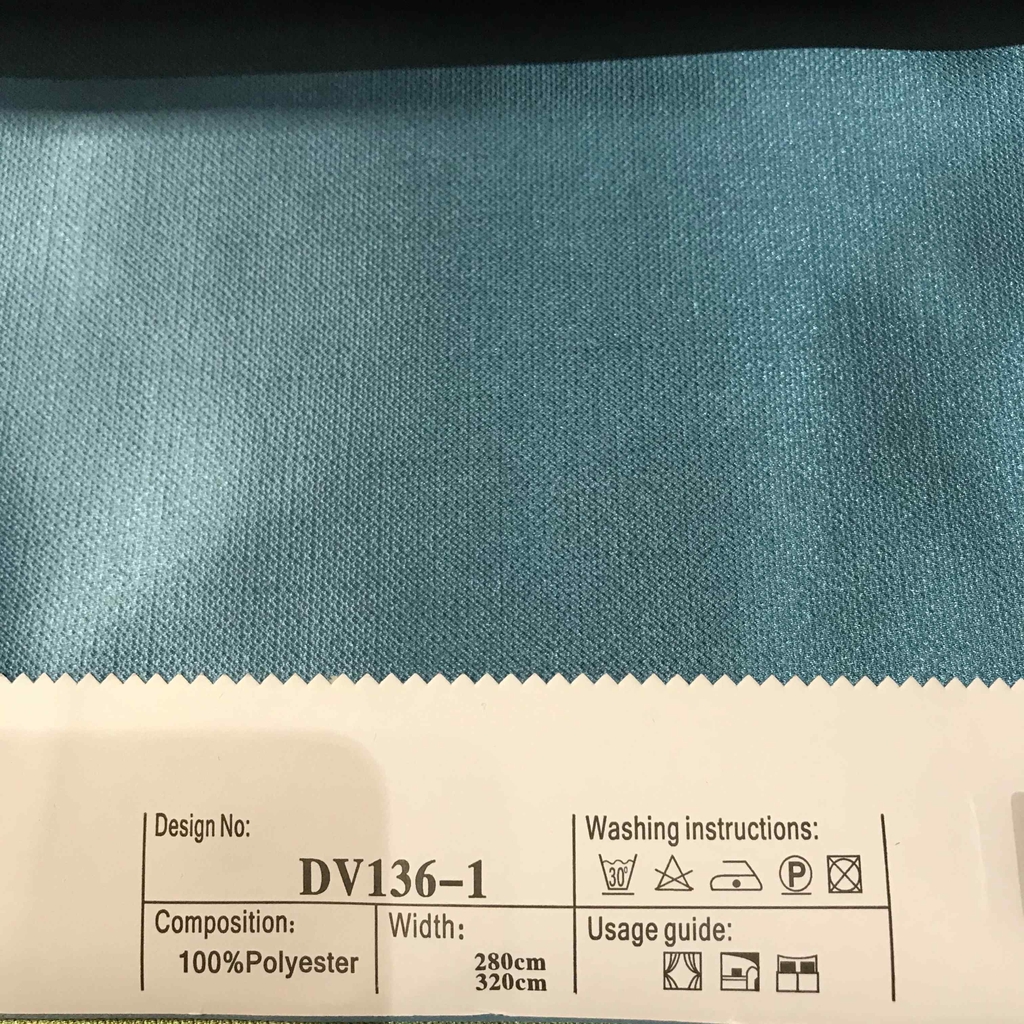 Design No:
DV136-1
Washing instructions:
30°
P
Composition:
100%Polyester
Width:
280cm
320cm
Usage guide: